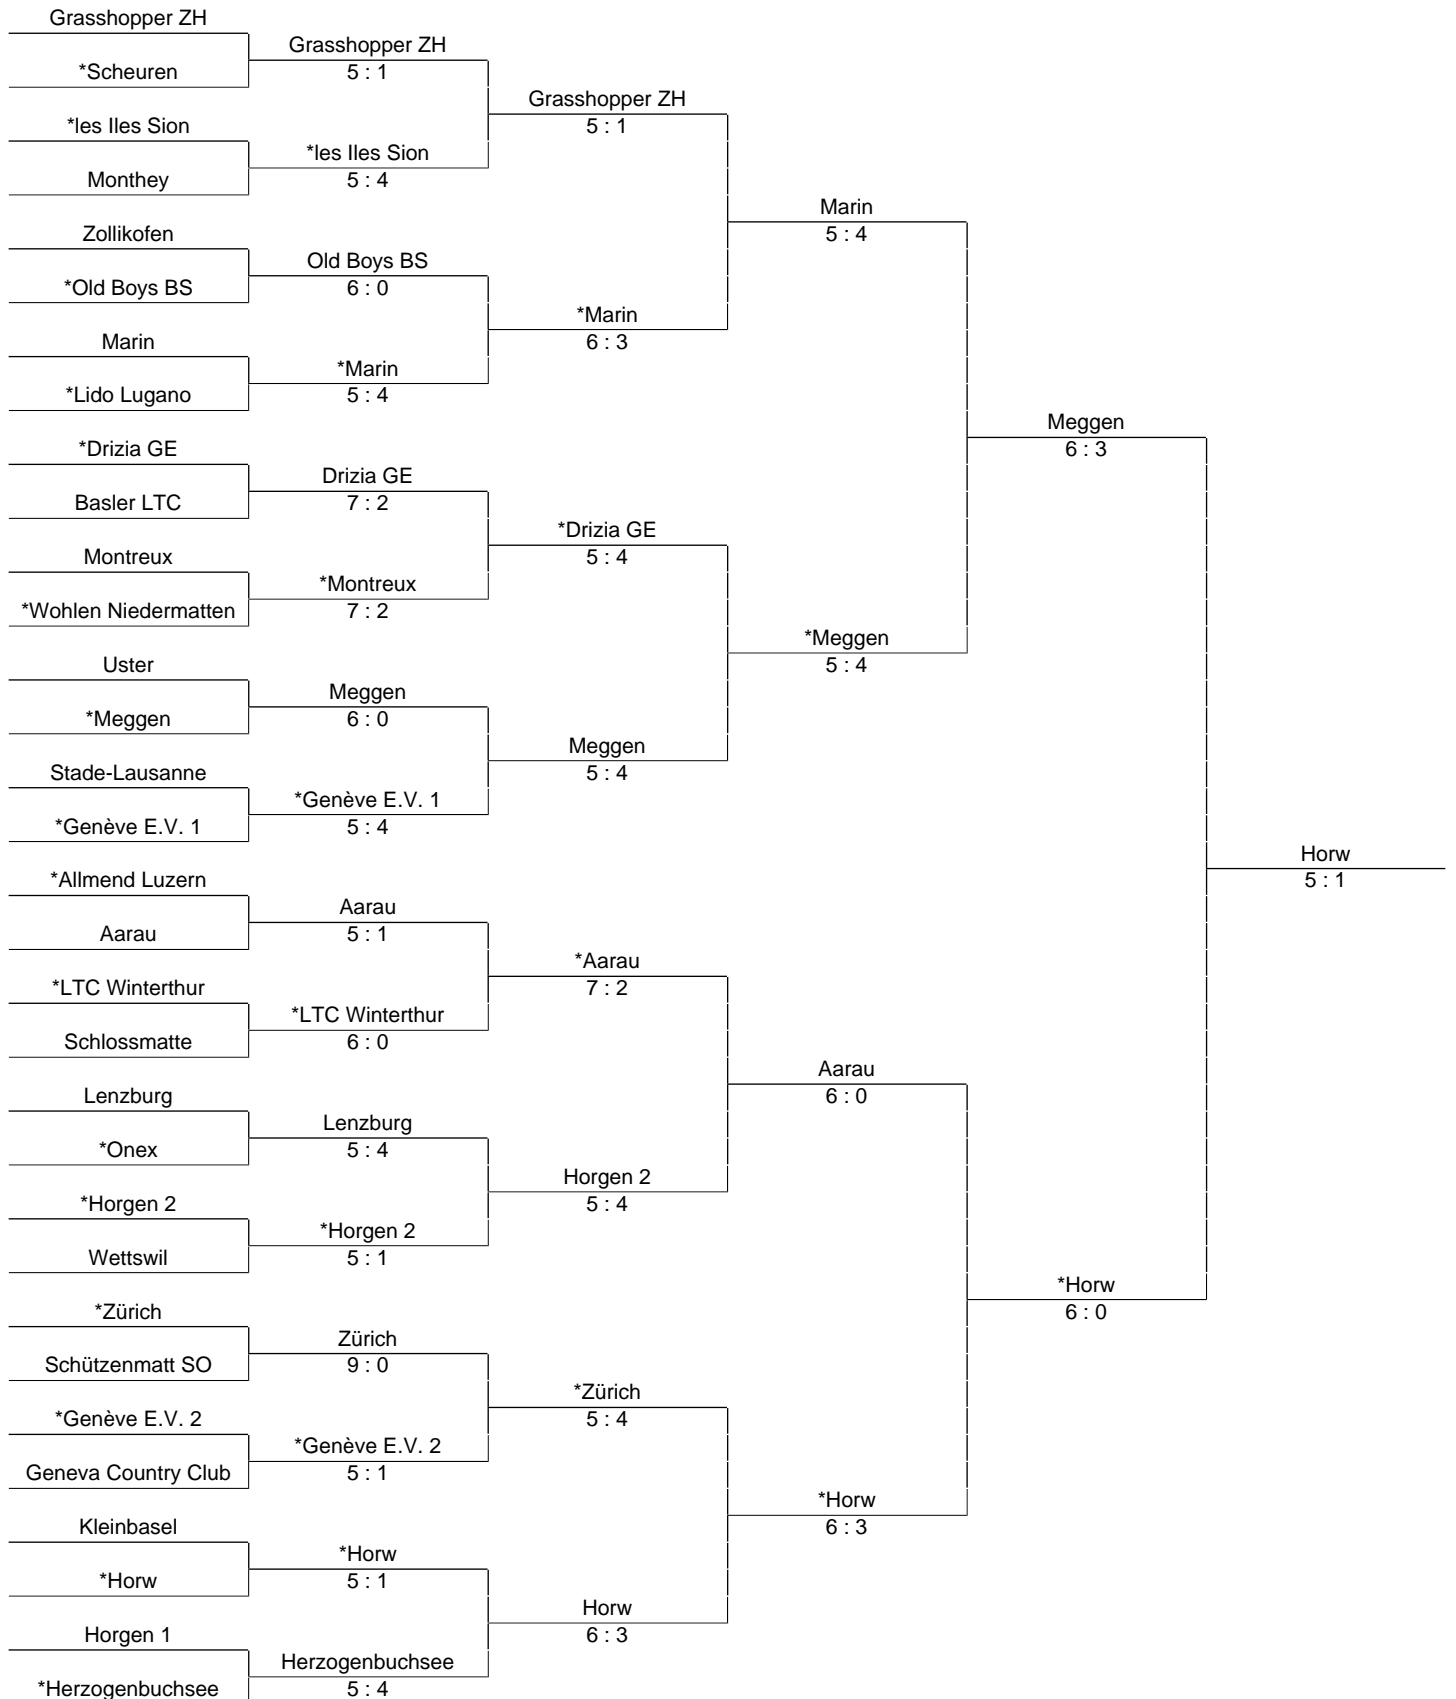 Grasshopper ZH
*Scheuren
*les Iles Sion
Monthey
Zollikofen
*Old Boys BS
Marin
*Lido Lugano
*Drizia GE
Basler LTC
Montreux
*Wohlen Niedermatten
Uster
*Meggen
Stade-Lausanne
*Genève E.V. 1
*Allmend Luzern
Aarau
*LTC Winterthur
Schlossmatte
Lenzburg
*Onex
*Horgen 2
Wettswil
*Zürich
Schützenmatt SO
*Genève E.V. 2
Geneva Country Club
Kleinbasel
*Horw
Horgen 1
*Herzogenbuchsee
Grasshopper ZH
5 : 1
*les Iles Sion
5 : 4
Old Boys BS
6 : 0
*Marin
5 : 4
Drizia GE
7 : 2
*Montreux
7 : 2
Meggen
6 : 0
*Genève E.V. 1
5 : 4
Aarau
5 : 1
*LTC Winterthur
6 : 0
Lenzburg
5 : 4
*Horgen 2
5 : 1
Zürich
9 : 0
*Genève E.V. 2
5 : 1
*Horw
5 : 1
Herzogenbuchsee
5 : 4
Grasshopper ZH
5 : 1
*Marin
6 : 3
*Drizia GE
5 : 4
Meggen
5 : 4
*Aarau
7 : 2
Horgen 2
5 : 4
*Zürich
5 : 4
Horw
6 : 3
Marin
5 : 4
*Meggen
5 : 4
Aarau
6 : 0
*Horw
6 : 3
Meggen
6 : 3
*Horw
6 : 0
Horw
5 : 1